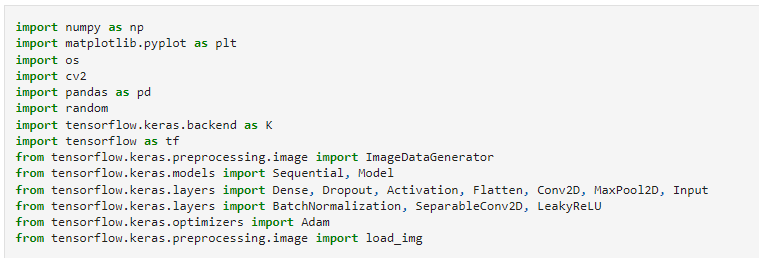 import numpy as np
import matplotlib.pyplot as plt
import os
import cv2
import pandas as pd
import random
import tensorflow.keras.backend as K
import tensorflow as tf
from tensorflow.keras.preprocessing.image import ImageDataGenerator
from tensorflow.keras.models import Sequential, Model
from tensorflow.keras.layers import Dense, Dropout, Activation, Flatten, Conv2D, MaxPool2D, Input
from tensorflow.keras.layers import BatchNormalization, SeparableConv2D, LeakyReLU
from tensorflow.keras.optimizers import Adam
from tensorflow.keras.preprocessing.image import load_img